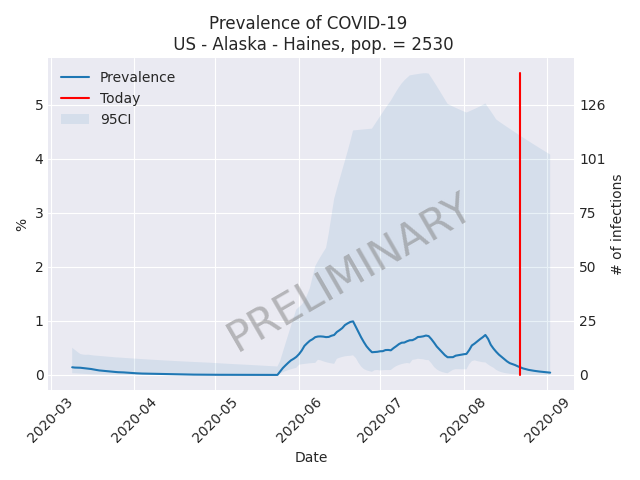 Prevalence of COVID-19
US - Alaska - Haines, pop. = 2530
Prevalence
Today
95CI
5
4
3
2
1
0
%
126
101
75
50
25
0
# of infections
PRELIMINARY
2020-03
2020-04
2020-05
2020-06
2020-07
2020-08
2020-09
Date